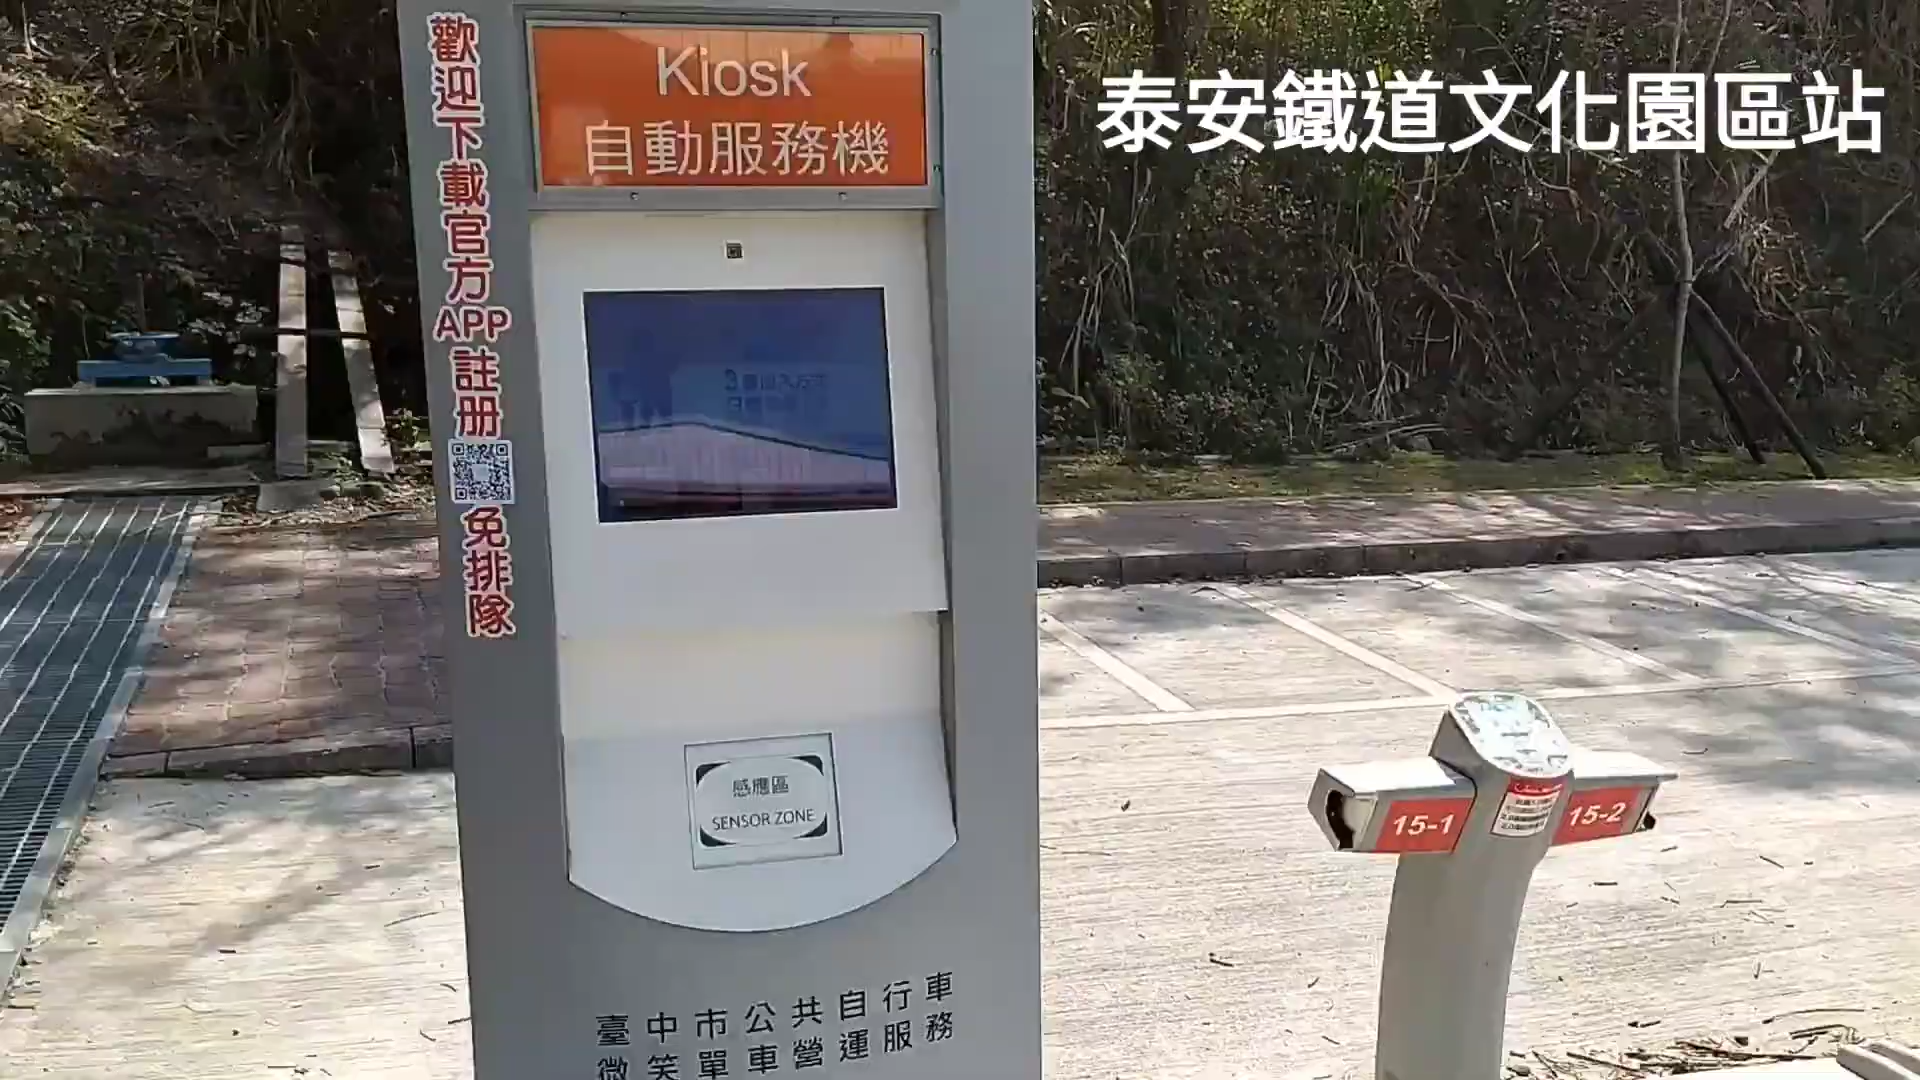 泰安鐵道文化園區站
Kiosk
自動服務機
歡迎下載官方APP註册 免排隊
感應區
SENSOR ZONE
15-1
15-2
臺中市公共自行車
微笑單車營運服務